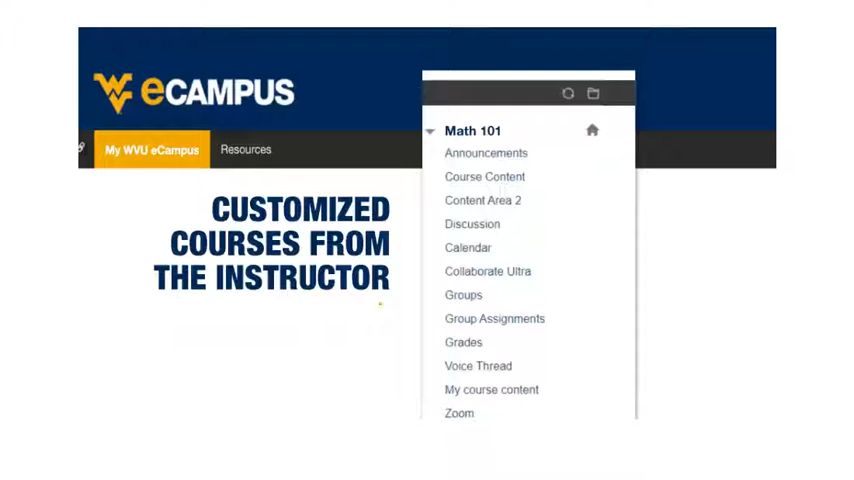 WV eCAMPUS
My WVU eCampus
Resources
CUSTOMIZED
COURSES FROM
THE INSTRUCTOR
Math 101
Announcements
Course Content
Content Area 2
Discussion
Calendar
Collaborate Ultra
Groups
Group Assignments
Grades
Voice Thread
My course content
Zoom